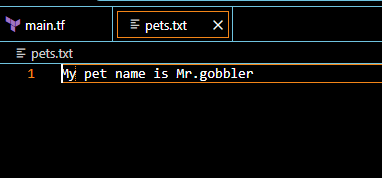 main.tf
pets.txt
pets.txt
1 My pet name is Mr.gobbler